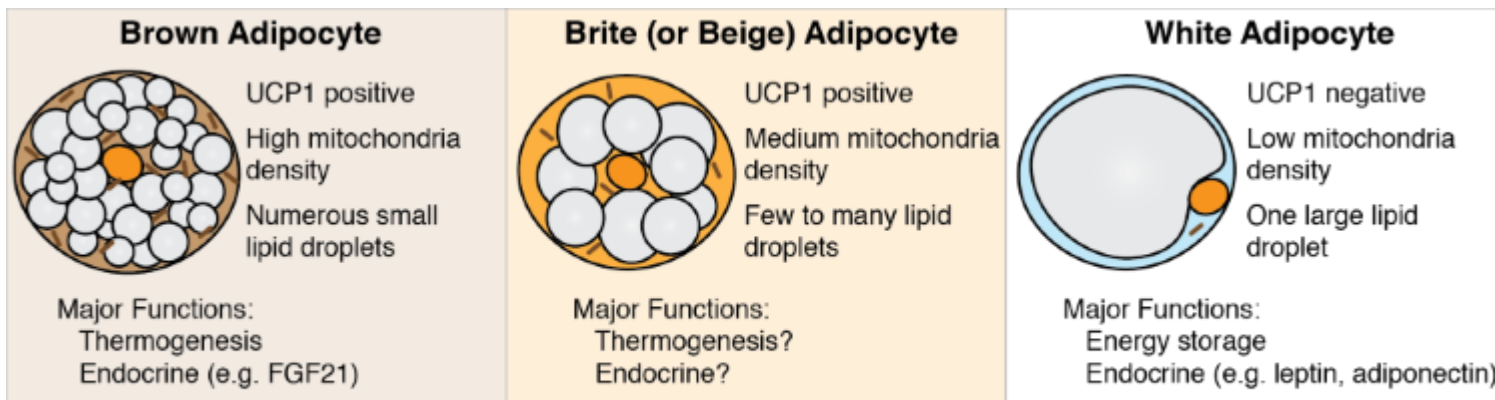 Brown Adipocyte
UCP1 positive
High mitochondria
density
Numerous small
lipid droplets
Major Functions:
Thermogenesis
Endocrine (e.g. FGF21)
Brite (or Beige) Adipocyte
UCP1 positive
Medium mitochondria
density
Few to many lipid
droplets
Major Functions:
Thermogenesis?
Endocrine?
White Adipocyte
UCP1 negative
Low mitochondria
density
One large lipid
droplet
Major Functions:
Energy storage
Endocrine (e.g. leptin, adiponectin)